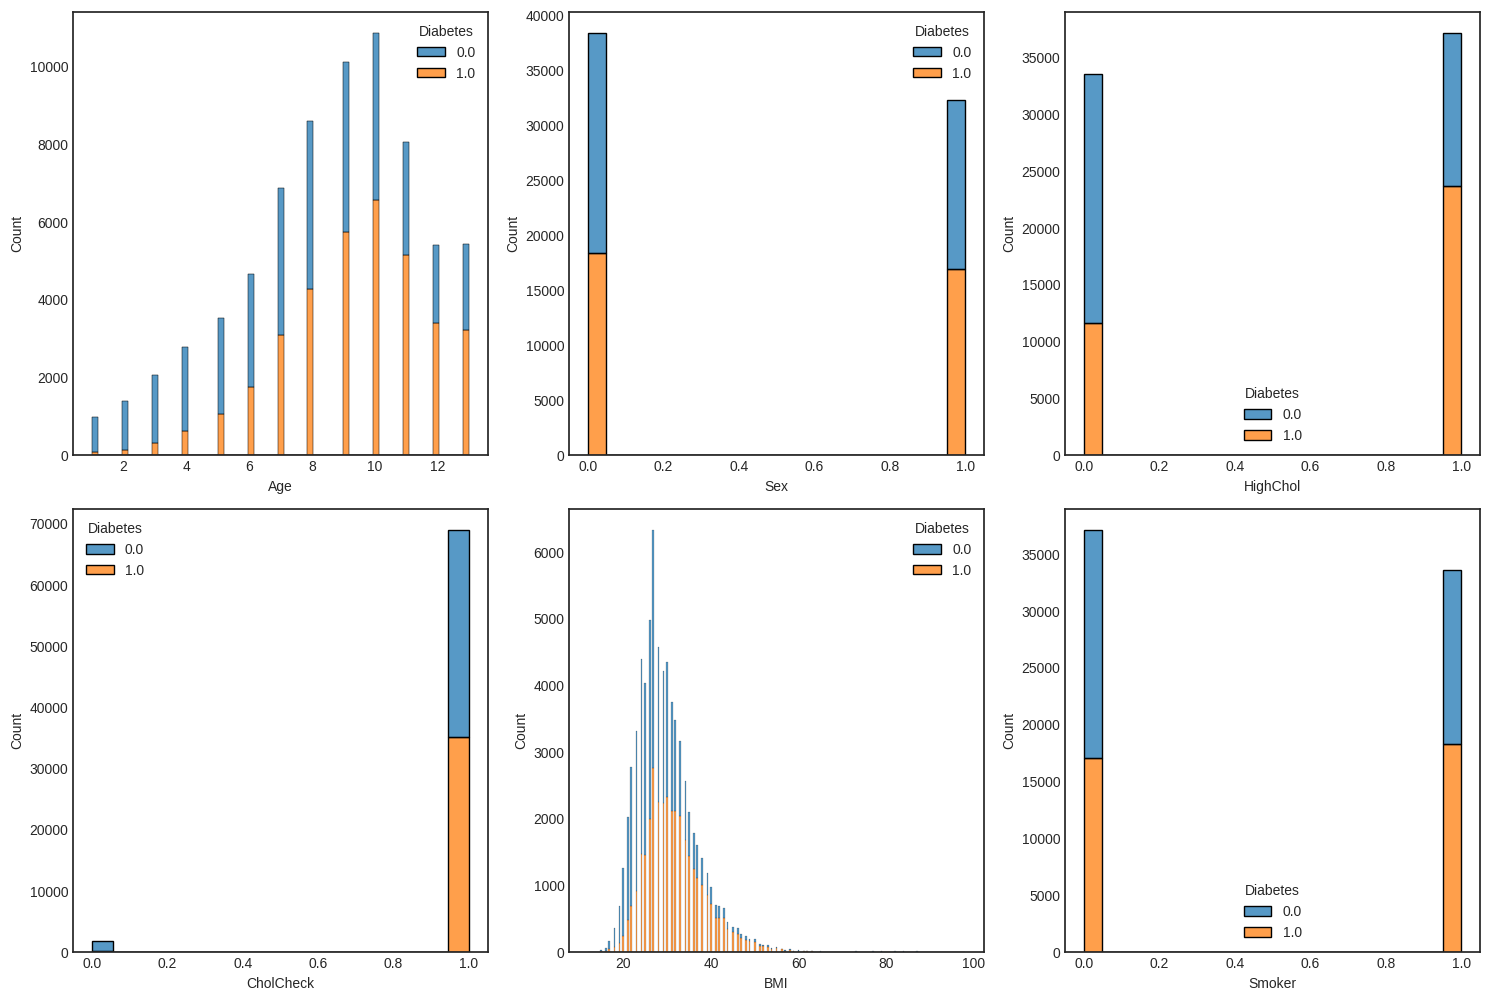 Diabetes
0.0
1.0
10000
8000
6000
4000
2000
0
Count
2 4 6 8 10 12
Age
Diabetes
0.0
1.0
40000
35000
30000
25000
20000
15000
10000
5000
0
Count
0.0 0.2 0.4 0.6 0.8 1.0
Sex
35000
30000
25000
20000
15000
10000
5000
0
Count
Diabetes
0.0
1.0
0.0 0.2 0.4 0.6 0.8 1.0
HighChol
Diabetes
0.0
1.0
70000
60000
50000
40000
30000
20000
10000
0
Count
0.0 0.2 0.4 0.6 0.8 1.0
CholCheck
Diabetes
0.0
1.0
6000
5000
4000
3000
2000
1000
0
Count
20 40 60 80 100
BMI
35000
30000
25000
20000
15000
10000
5000
0
Count
Diabetes
0.0
1.0
0.0 0.2 0.4 0.6 0.8 1.0
Smoker